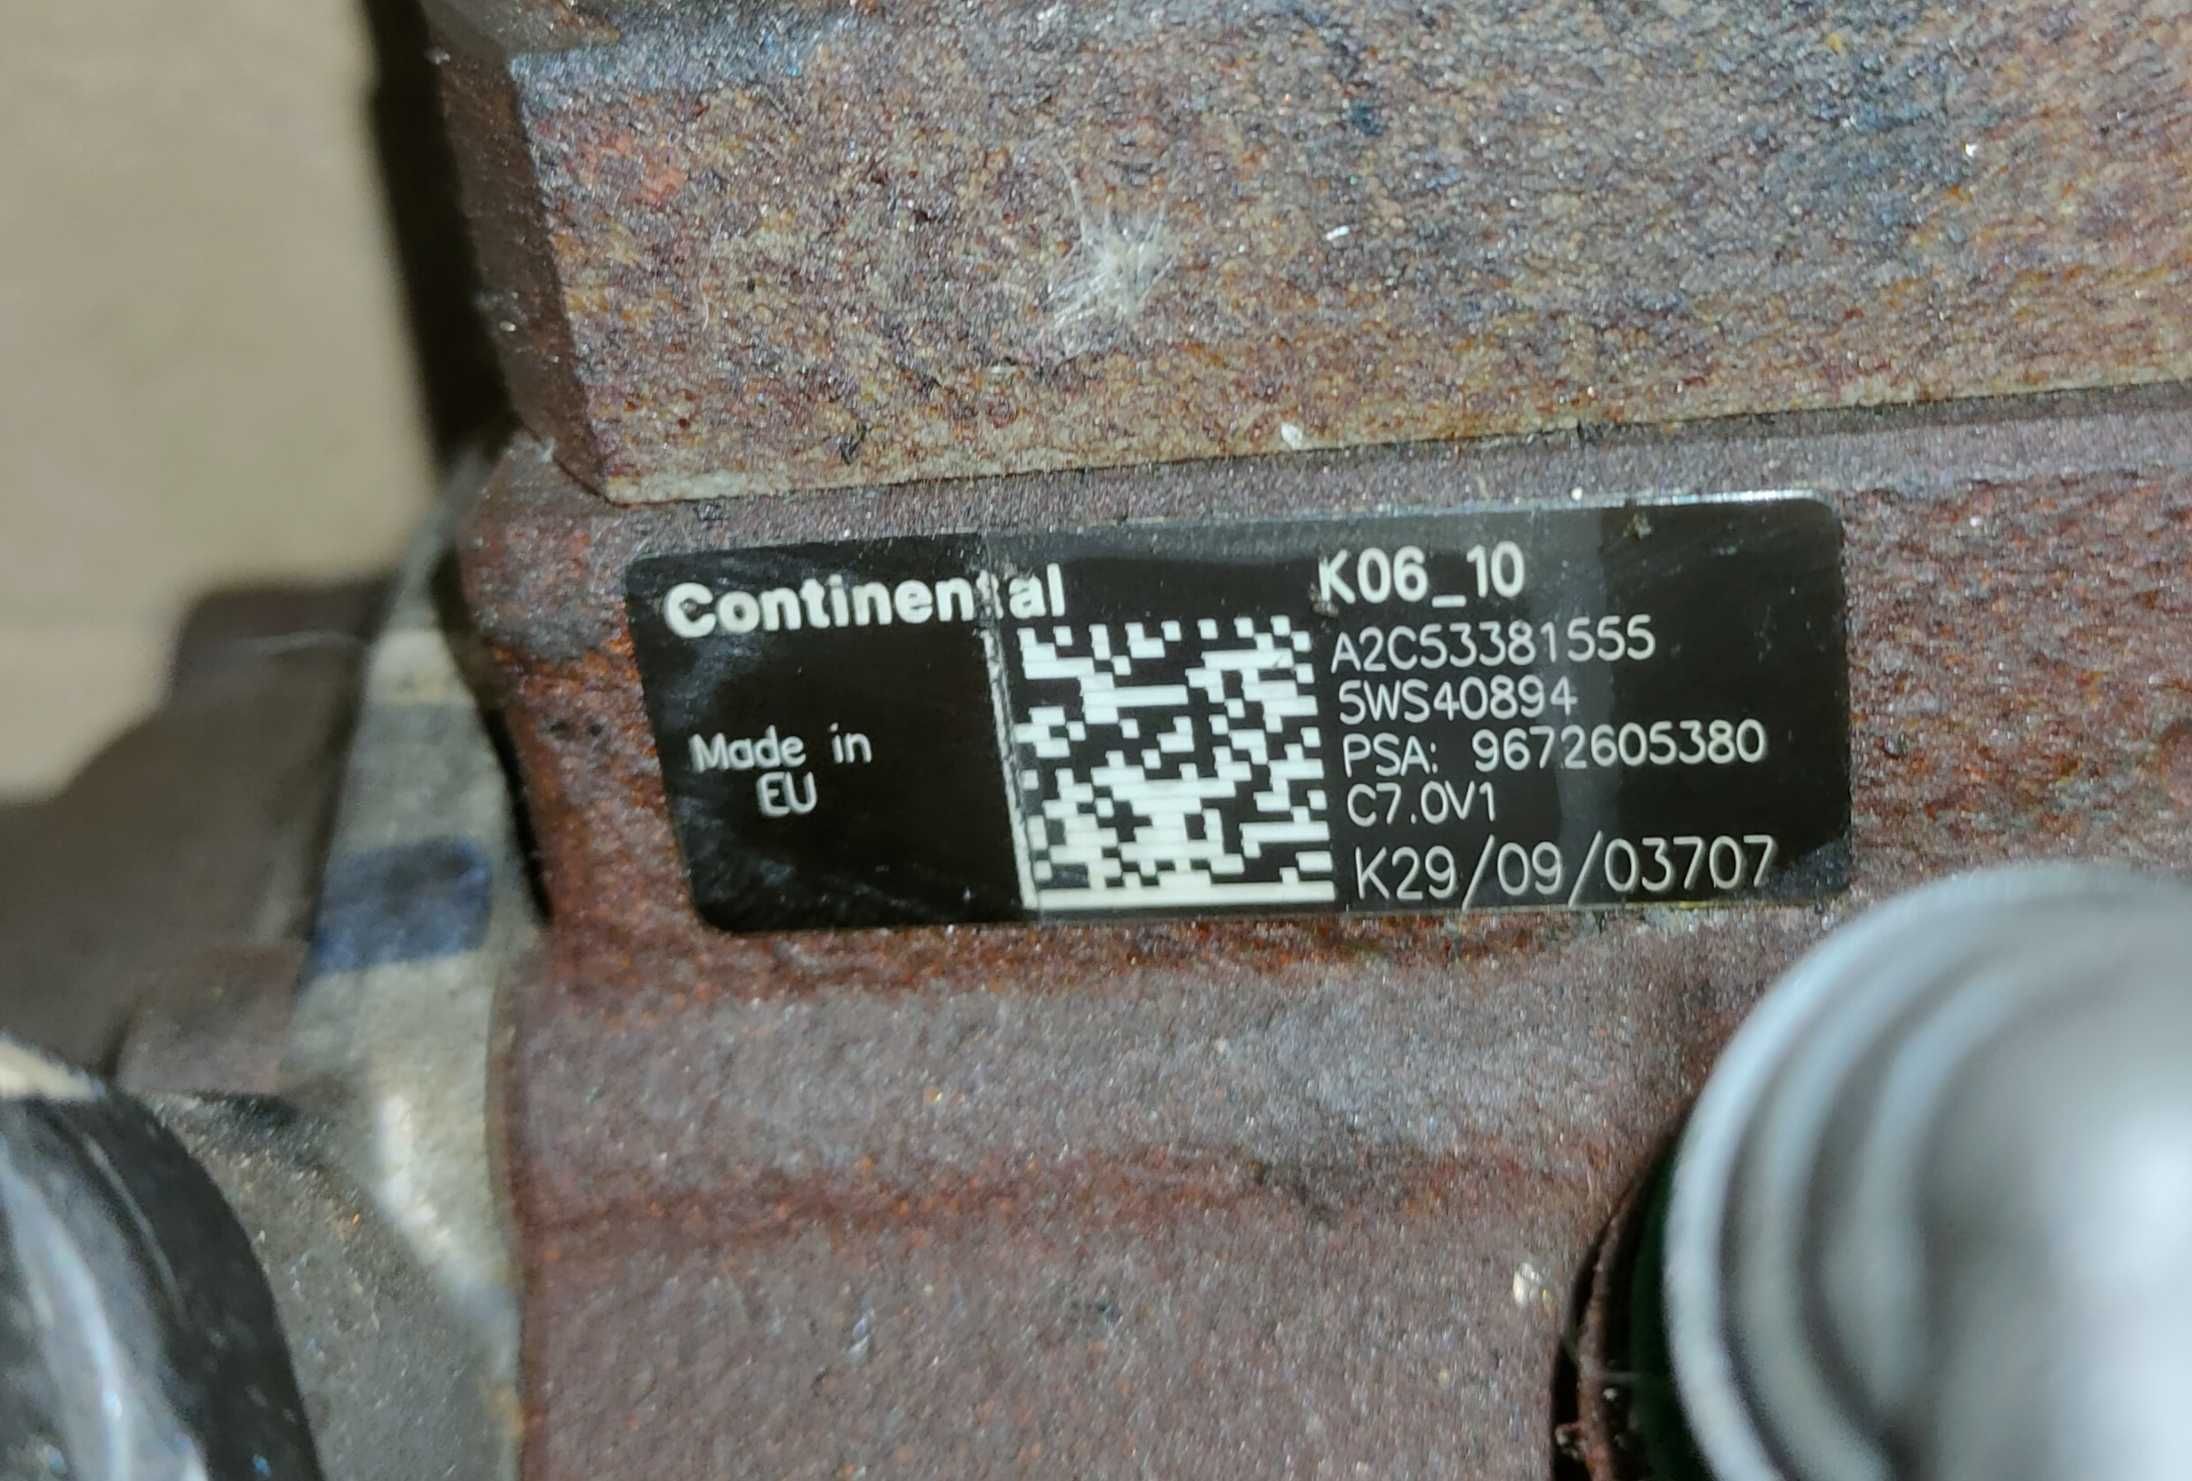 Continental
Made in
EU
K06_10
A2C53381555
5WS40894
PSA: 9672605380
C7.0V1
K29/09/03707